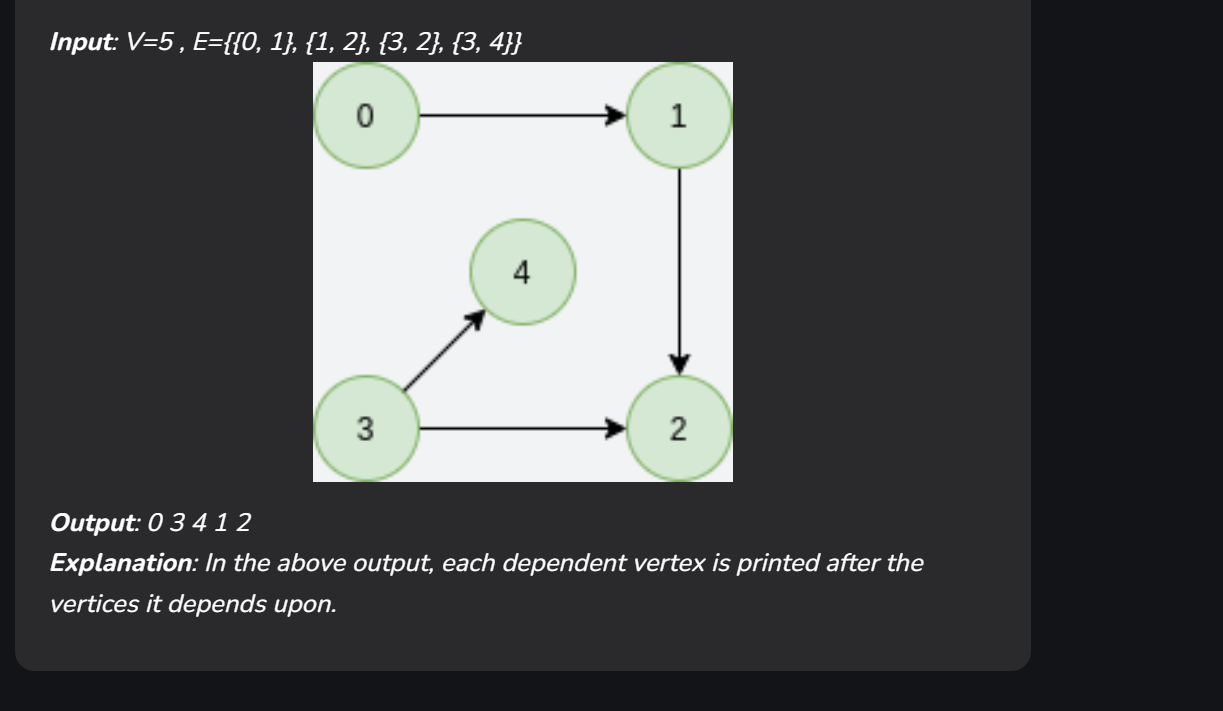 Input: V=5 , E={{0, 1}, {1, 2}, {3, 2}, {3, 4}}
0
1
4
3
2
Output: 0 3 4 1 2
Explanation: In the above output, each dependent vertex is printed after the
vertices it depends upon.